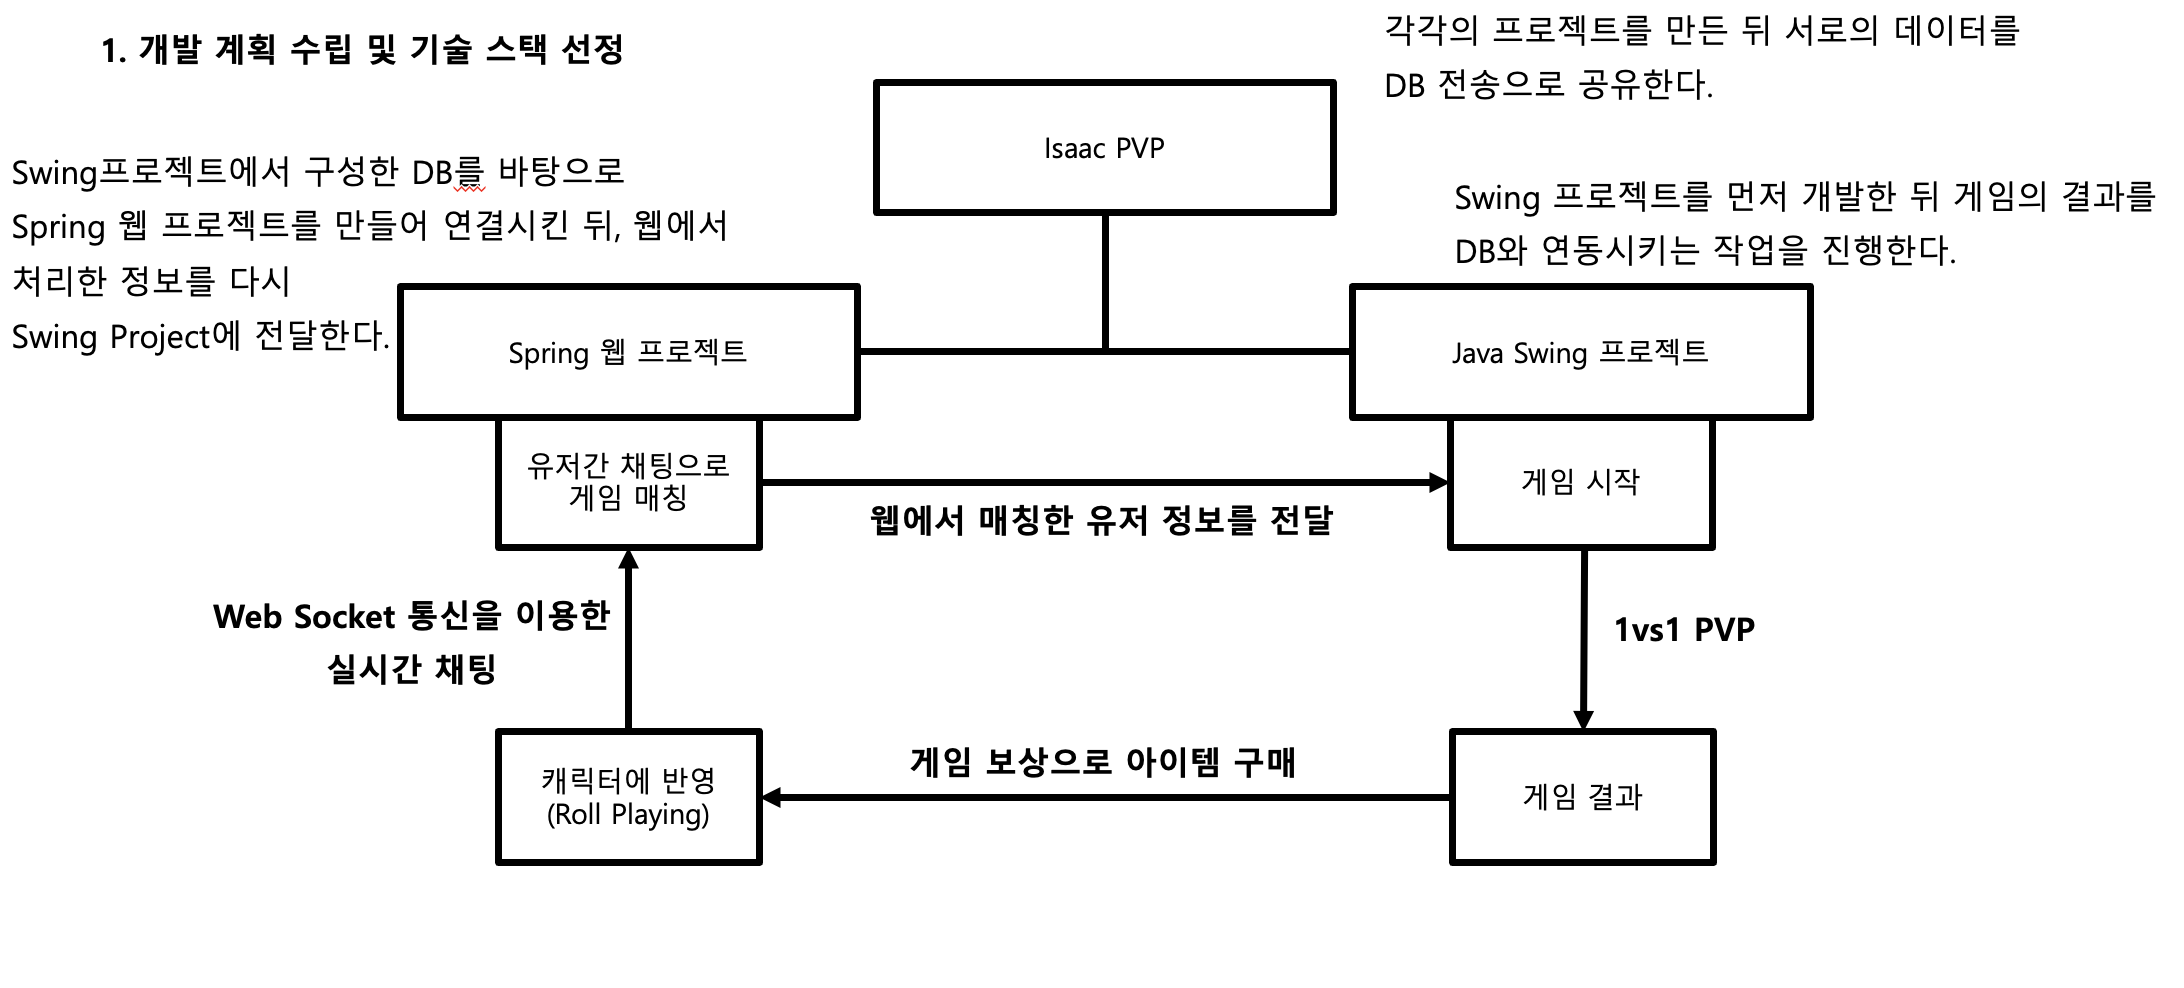 1. 개발 계획 수립 및 기술 스택 선정
각각의 프로젝트를 만든 뒤 서로의 데이터를
DB 전송으로 공유한다.
Isaac PVP
Swing프로젝트에서 구성한 DB를 바탕으로
Spring 웹 프로젝트를 만들어 연결시킨 뒤, 웹에서
처리한 정보를 다시
Swing Project에 전달한다.
Swing 프로젝트를 먼저 개발한 뒤 게임의 결과를
DB와 연동시키는 작업을 진행한다.
Spring 웹 프로젝트
Java Swing 프로젝트
유저간 채팅으로
게임 매칭
웹에서 매칭한 유저 정보를 전달
게임 시작
Web Socket 통신을 이용한
실시간 채팅
1vs1 PVP
캐릭터에 반영
(Roll Playing)
게임 보상으로 아이템 구매
게임 결과